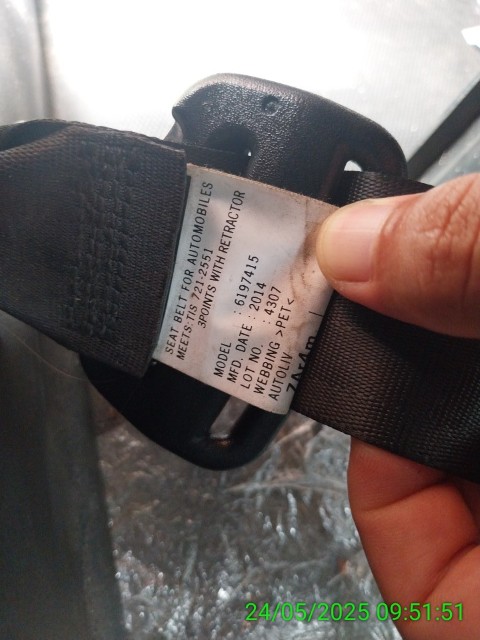 SEAT BELT FOR AUTOMOBILES
MEETS:TIS 721-2551
3POINTS WITH RETRACTOR
MODEL : 6197415
MFD. DATE : 2014
LOT NO. : 4307
WEBBING >PET<
AUTOLIV
24/05/2025 09:51:51